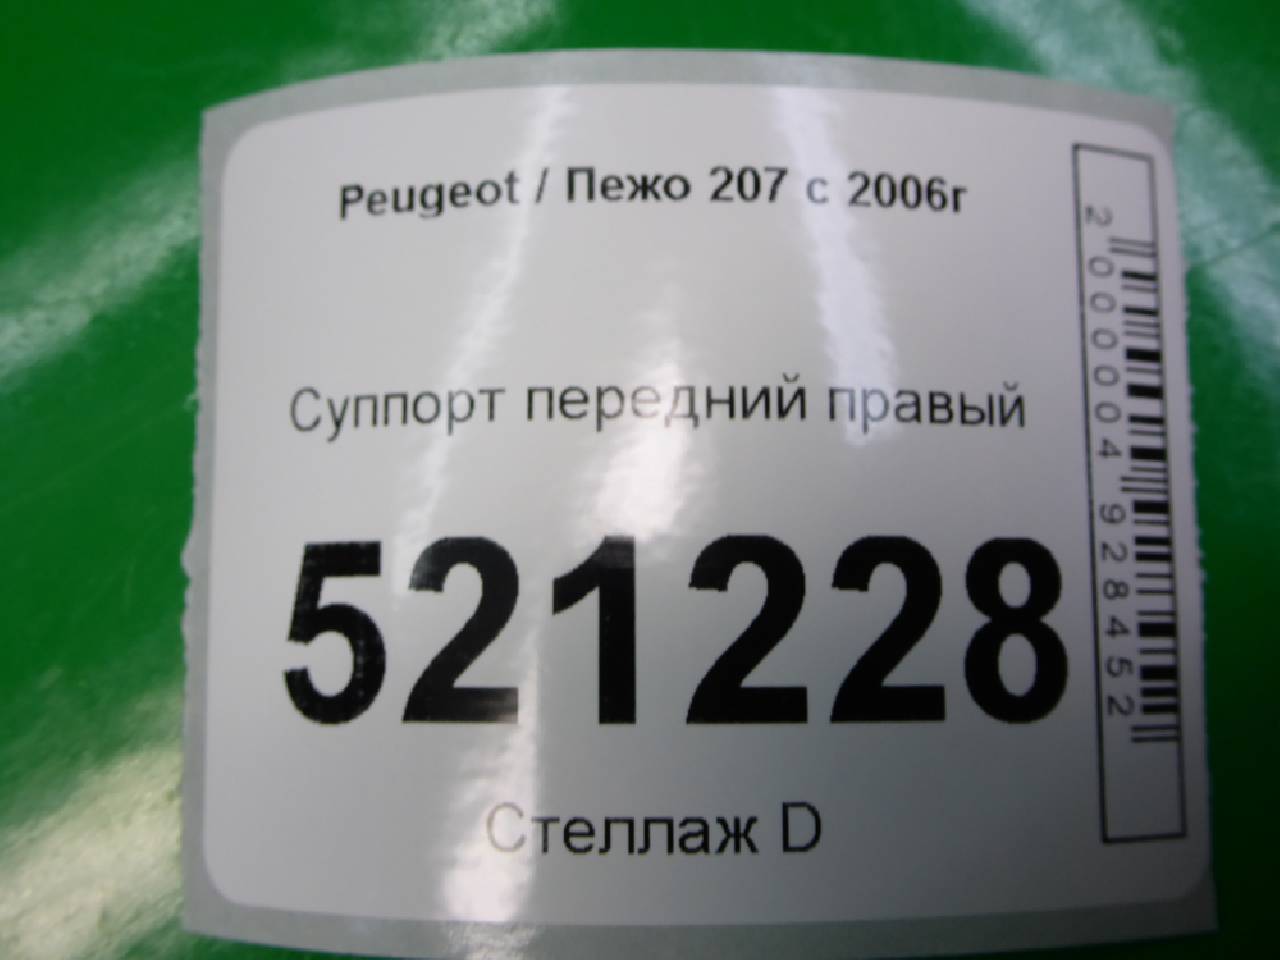 Peugeot / Пежо 207 с 2006г
Суппорт передний правый
521228
Стеллаж D
2000004928452